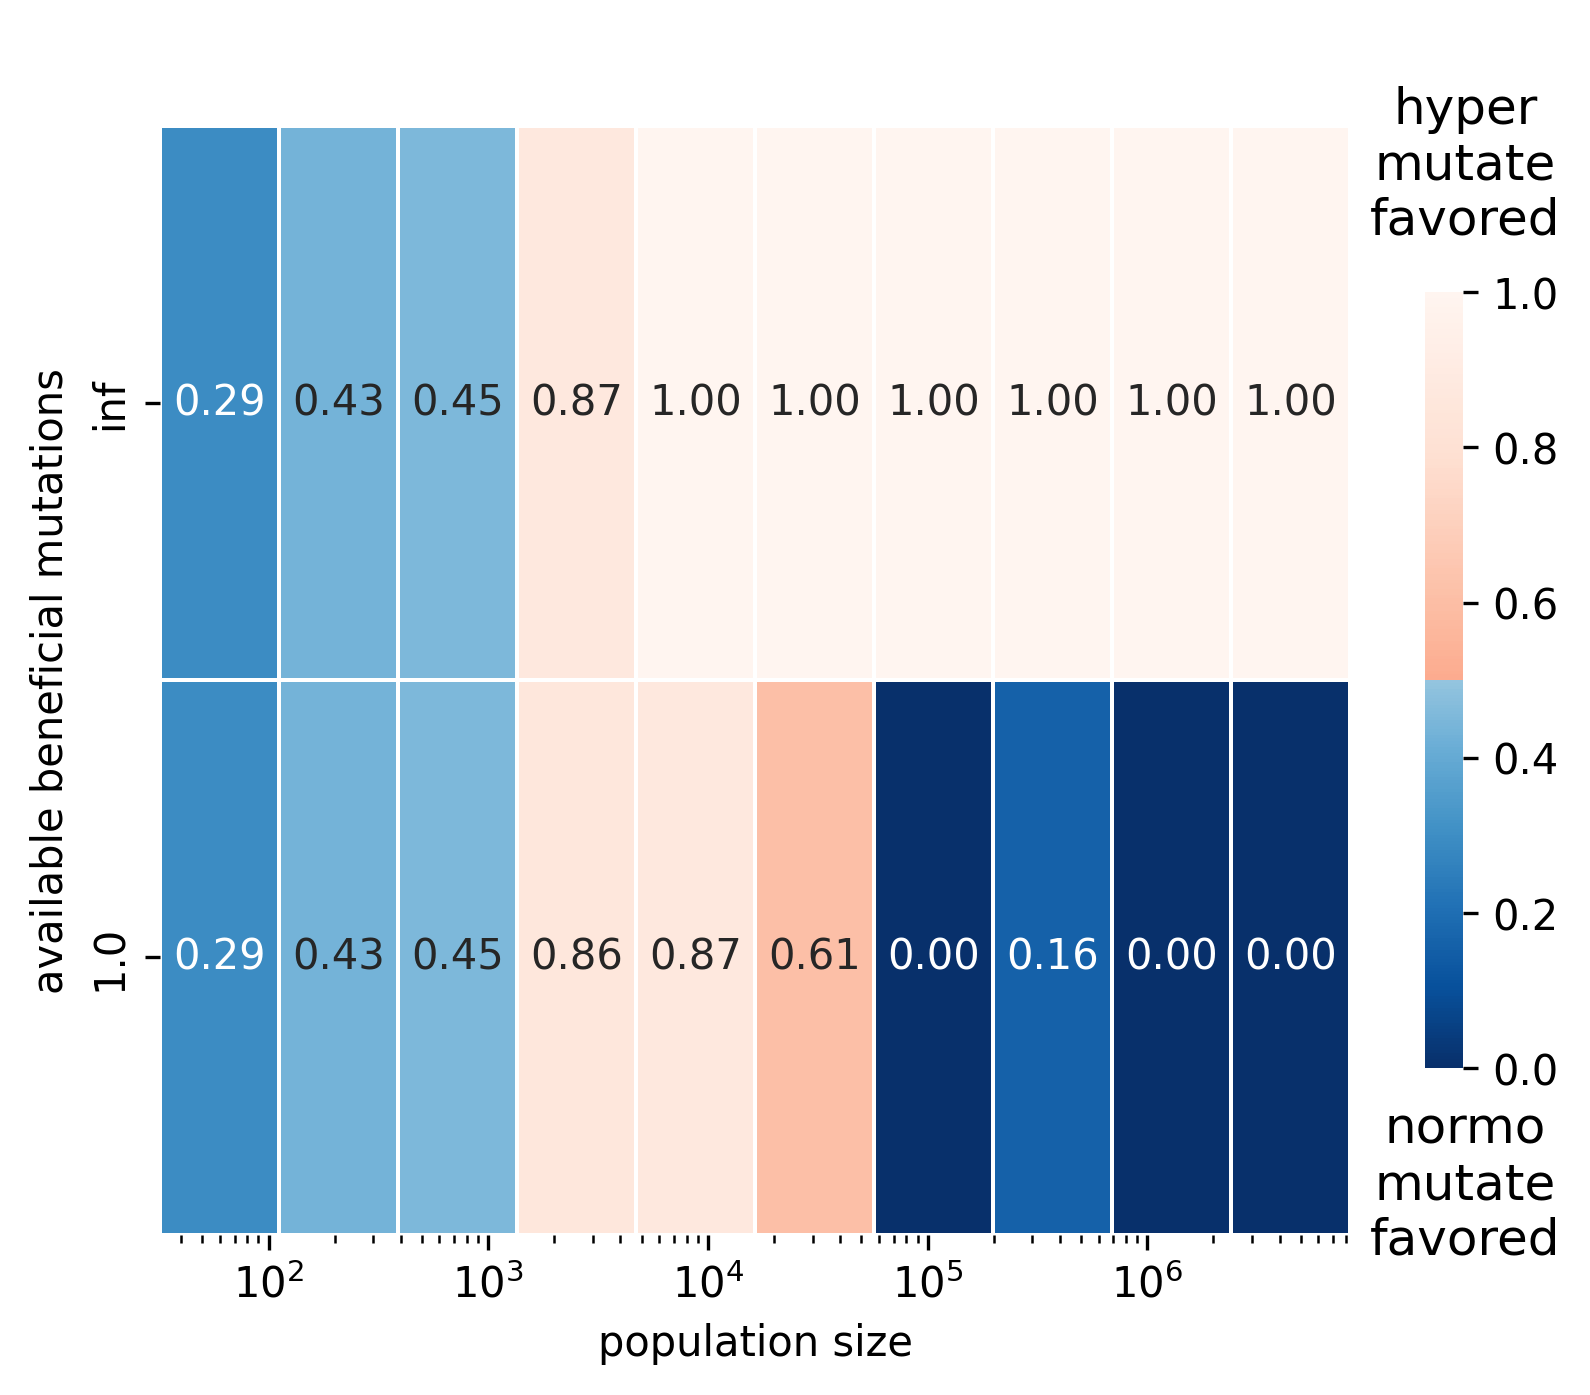 hyper
mutate
favored
available beneficial mutations
inf
0.29 0.43 0.45 0.87 1.00 1.00 1.00 1.00 1.00 1.00
1.0
0.29 0.43 0.45 0.86 0.87 0.61 0.00 0.16 0.00 0.00
10² 10³ 10⁴ 10⁵ 10⁶
population size
1.0
0.8
0.6
0.4
0.2
0.0
normo
mutate
favored